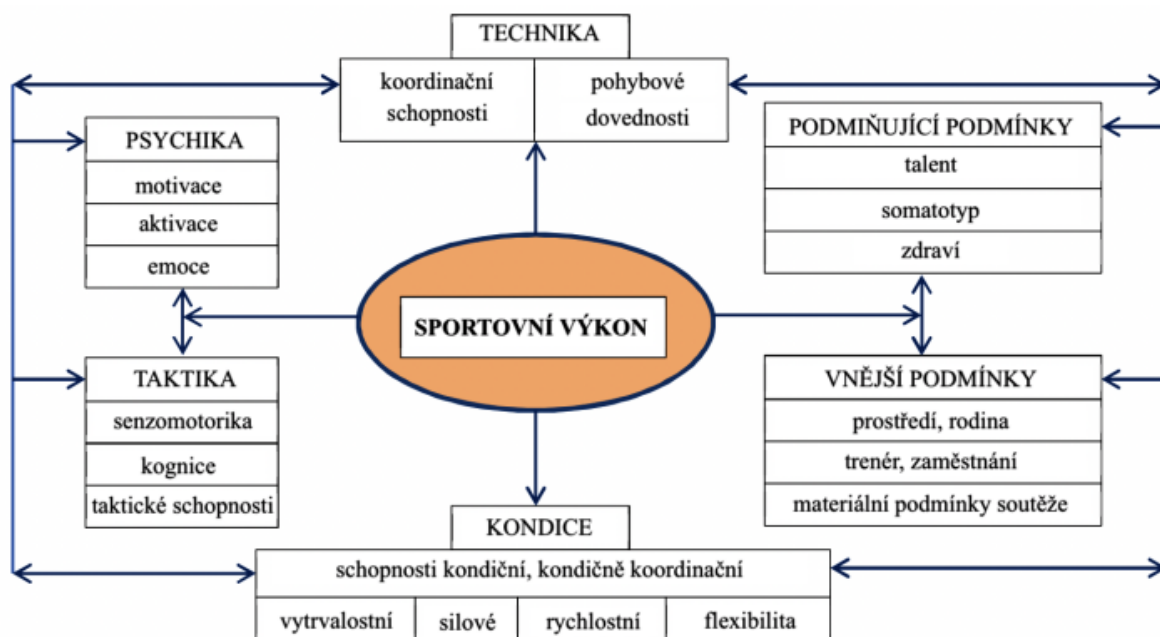 TECHNIKA
koordinační
schopnosti
pohybové
dovednosti
PSYCHIKA
motivace
aktivace
emoce
PODMIŇUJÍCÍ PODMÍNKY
talent
somatotyp
zdraví
SPORTOVNÍ VÝKON
TAKTIKA
senzomotorika
kognice
taktické schopnosti
VNĚJŠÍ PODMÍNKY
prostředí, rodina
trenér, zaměstnání
materiální podmínky soutěže
KONDICE
schopnosti kondiční, kondičně koordinační
vytrvalostní
silové
rychlostní
flexibilita